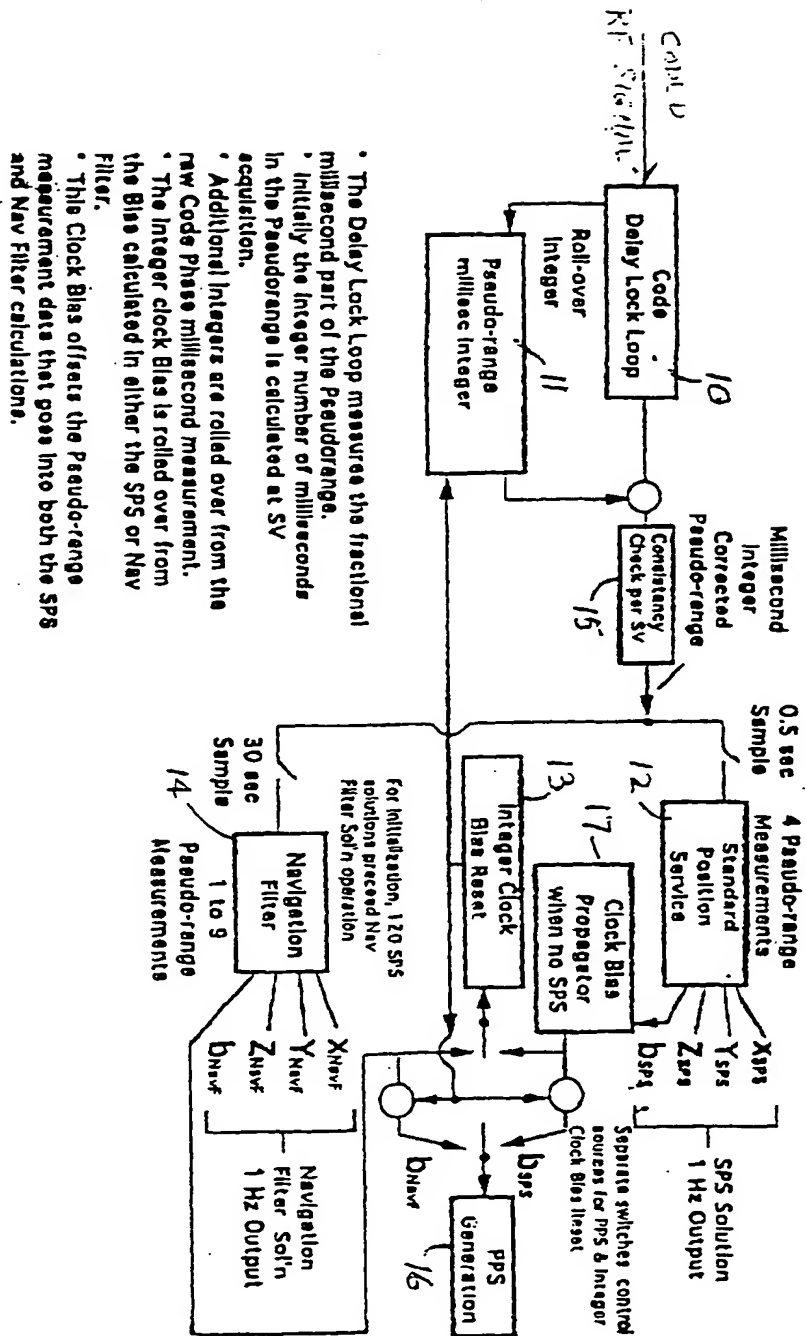 RF SIGNAL
Code
Delay Lock Loop
10
Roll-over
Integer
Pseudo-range
millisec Integer
11
Millisecond
Integer
Corrected
Pseudo-range
Consistancy
Check per SV
15
0.5 sec
Sample
4 Pseudo-range
Measurements
12
Standard
Position
Service
XSPS
YSPS
ZSPS
bSPS
SPS Solution
1 Hz Output
17
Clock Bias
Propagator
when no SPS
Separate switches control
sources for PPS & Integer
Clock Bias Reset
13
Integer Clock
Bias Reset
bSPS
bNavf
PPS
Generation
16
For Initialization, 120 SPS
solutions preceed Nav
Filter Sol'n operation
30 sec
Sample
14
Navigation
Filter
1 to 9
Pseudo-range
Measurements
XNavf
YNavf
ZNavf
bNavf
Navigation
Filter Sol'n
1 Hz Output
• The Delay Lock Loop measures the fractional
millisecond part of the Pseudorange.
• Initially the integer number of milliseconds
in the Pseudorange is calculated at SV
acquisition.
• Additional Integers are rolled over from the
raw Code Phase millisecond measurement.
• The Integer clock Bias is rolled over from
the Bias calculated in either the SPS or Nav
Filter.
• This Clock Bias offsets the Pseudo-range
measurement data that goes into both the SPS
and Nav Filter calculations.